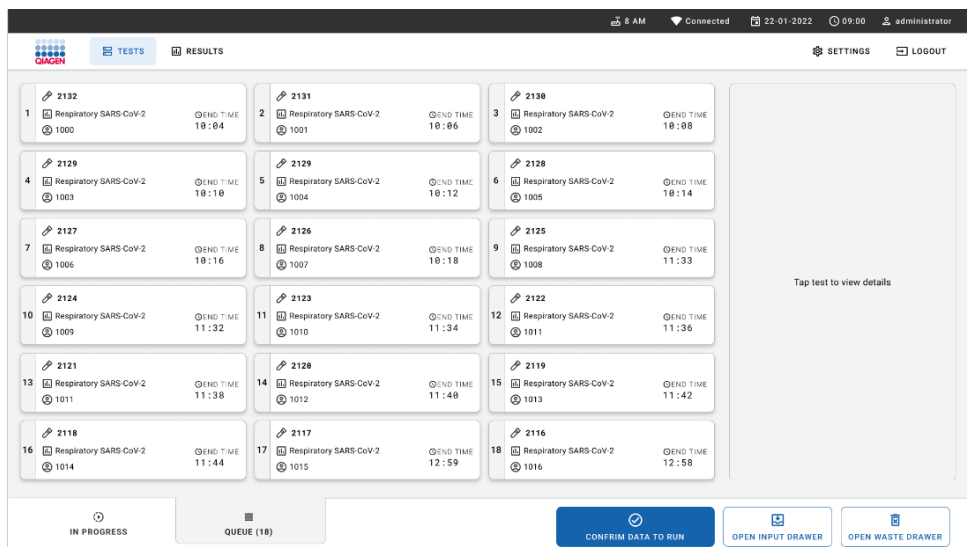 8 AM Connected 22-01-2022 09:00 administrator
QIAGEN TESTS RESULTS SETTINGS LOGOUT
2132
1 Respiratory SARS-CoV-2 END TIME
1000 10:04
2131
2 Respiratory SARS-CoV-2 END TIME
1001 10:06
2130
3 Respiratory SARS-CoV-2 END TIME
1002 10:08
2129
4 Respiratory SARS-CoV-2 END TIME
1003 10:10
2129
5 Respiratory SARS-CoV-2 END TIME
1004 10:12
2128
6 Respiratory SARS-CoV-2 END TIME
1005 10:14
2127
7 Respiratory SARS-CoV-2 END TIME
1006 10:16
2126
8 Respiratory SARS-CoV-2 END TIME
1007 10:18
2125
9 Respiratory SARS-CoV-2 END TIME
1008 11:33
Tap test to view details
2124
10 Respiratory SARS-CoV-2 END TIME
1009 11:32
2123
11 Respiratory SARS-CoV-2 END TIME
1010 11:34
2122
12 Respiratory SARS-CoV-2 END TIME
1011 11:36
2121
13 Respiratory SARS-CoV-2 END TIME
1011 11:38
2120
14 Respiratory SARS-CoV-2 END TIME
1012 11:40
2119
15 Respiratory SARS-CoV-2 END TIME
1013 11:42
2118
16 Respiratory SARS-CoV-2 END TIME
1014 11:44
2117
17 Respiratory SARS-CoV-2 END TIME
1015 12:59
2116
18 Respiratory SARS-CoV-2 END TIME
1016 12:58
IN PROGRESS QUEUE (18) CONFRIM DATA TO RUN OPEN INPUT DRAWER OPEN WASTE DRAWER